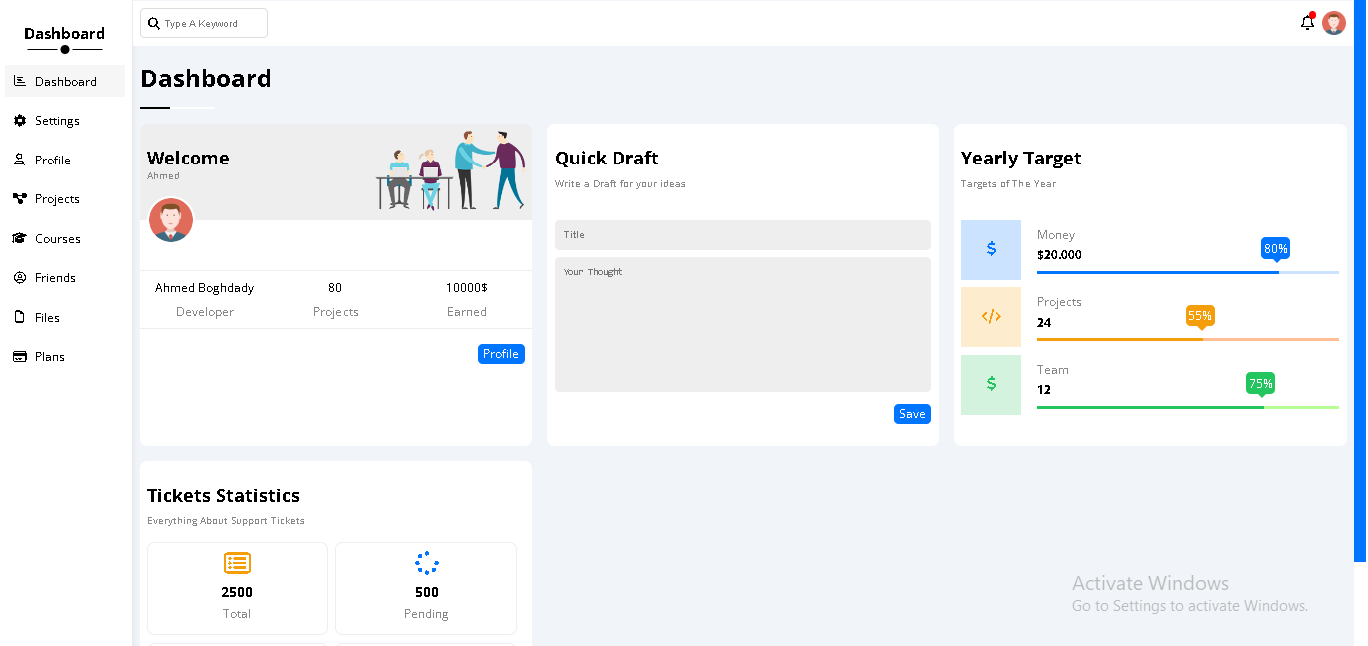 Dashboard
Dashboard
Settings
Profile
Projects
Courses
Friends
Files
Plans
Type A Keyword
Dashboard
Welcome
Ahmed
Ahmed Boghdady
Developer
80
Projects
10000$
Earned
Profile
Quick Draft
Write a Draft for your ideas
Title
Your Thought
Save
Yearly Target
Targets of The Year
$
Money
$20.000
80%
</>
Projects
24
55%
$
Team
12
75%
Tickets Statistics
Everything About Support Tickets
2500
Total
500
Pending
Activate Windows
Go to Settings to activate Windows.